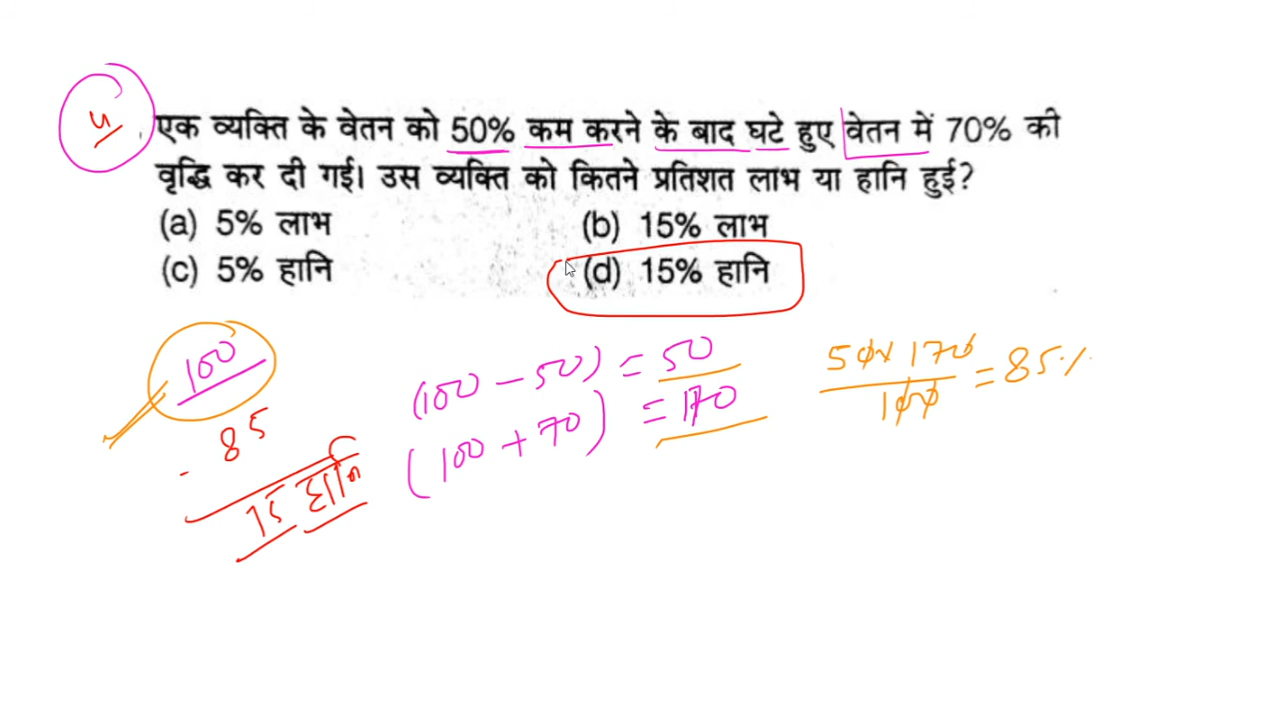 ५
एक व्यक्ति के वेतन को 50% कम करने के बाद घटे हुए वेतन में 70% की
वृद्धि कर दी गई। उस व्यक्ति को कितने प्रतिशत लाभ या हानि हुई?
(a) 5% लाभ (b) 15% लाभ
(c) 5% हानि (d) 15% हानि
100
- 85
15 हानि
(100 - 50) = 50
(100 + 70) = 170
50 x 170
100
= 85%